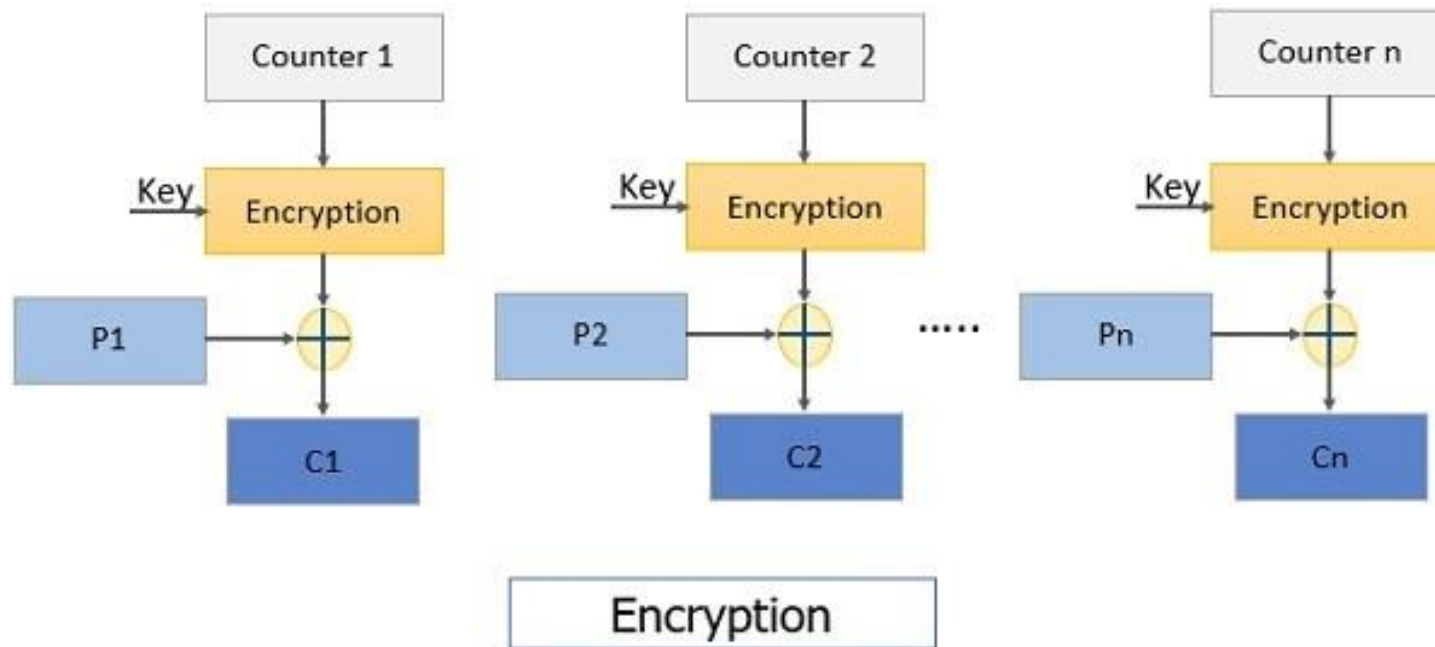 Counter 1
Counter 2
Counter n
Key
Encryption
Key
Encryption
Key
Encryption
P1
P2
.....
Pn
C1
C2
Cn
Encryption